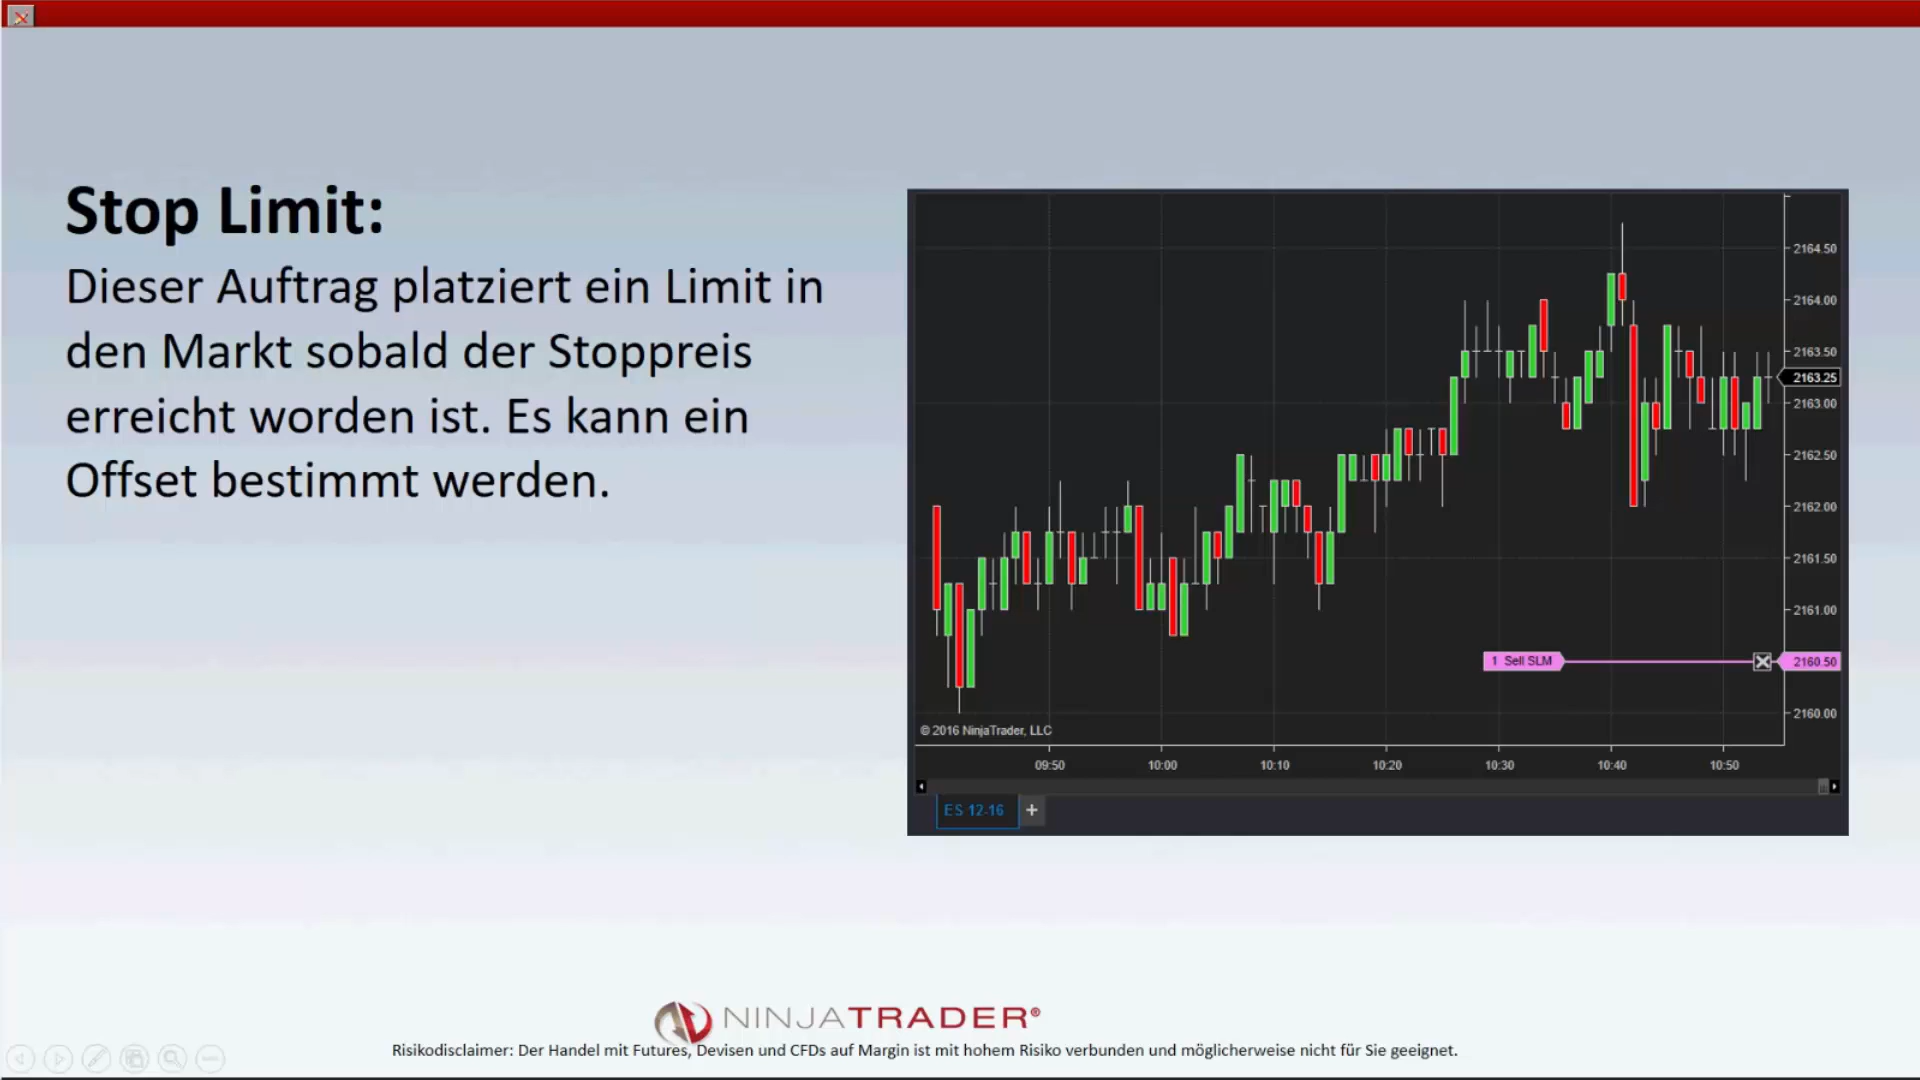 Stop Limit:
Dieser Auftrag platziert ein Limit in
den Markt sobald der Stoppreis
erreicht worden ist. Es kann ein
Offset bestimmt werden.
2164.50
2164.00
2163.50
2163.25
2163.00
2162.50
2162.00
2161.50
2161.00
1 Sell SLM
2160.50
2160.00
© 2016 NinjaTrader, LLC
09:50 10:00 10:10 10:20 10:30 10:40 10:50
ES 12-16 +
NINJATRADER®
Risikodisclaimer: Der Handel mit Futures, Devisen und CFDs auf Margin ist mit hohem Risiko verbunden und möglicherweise nicht für Sie geeignet.